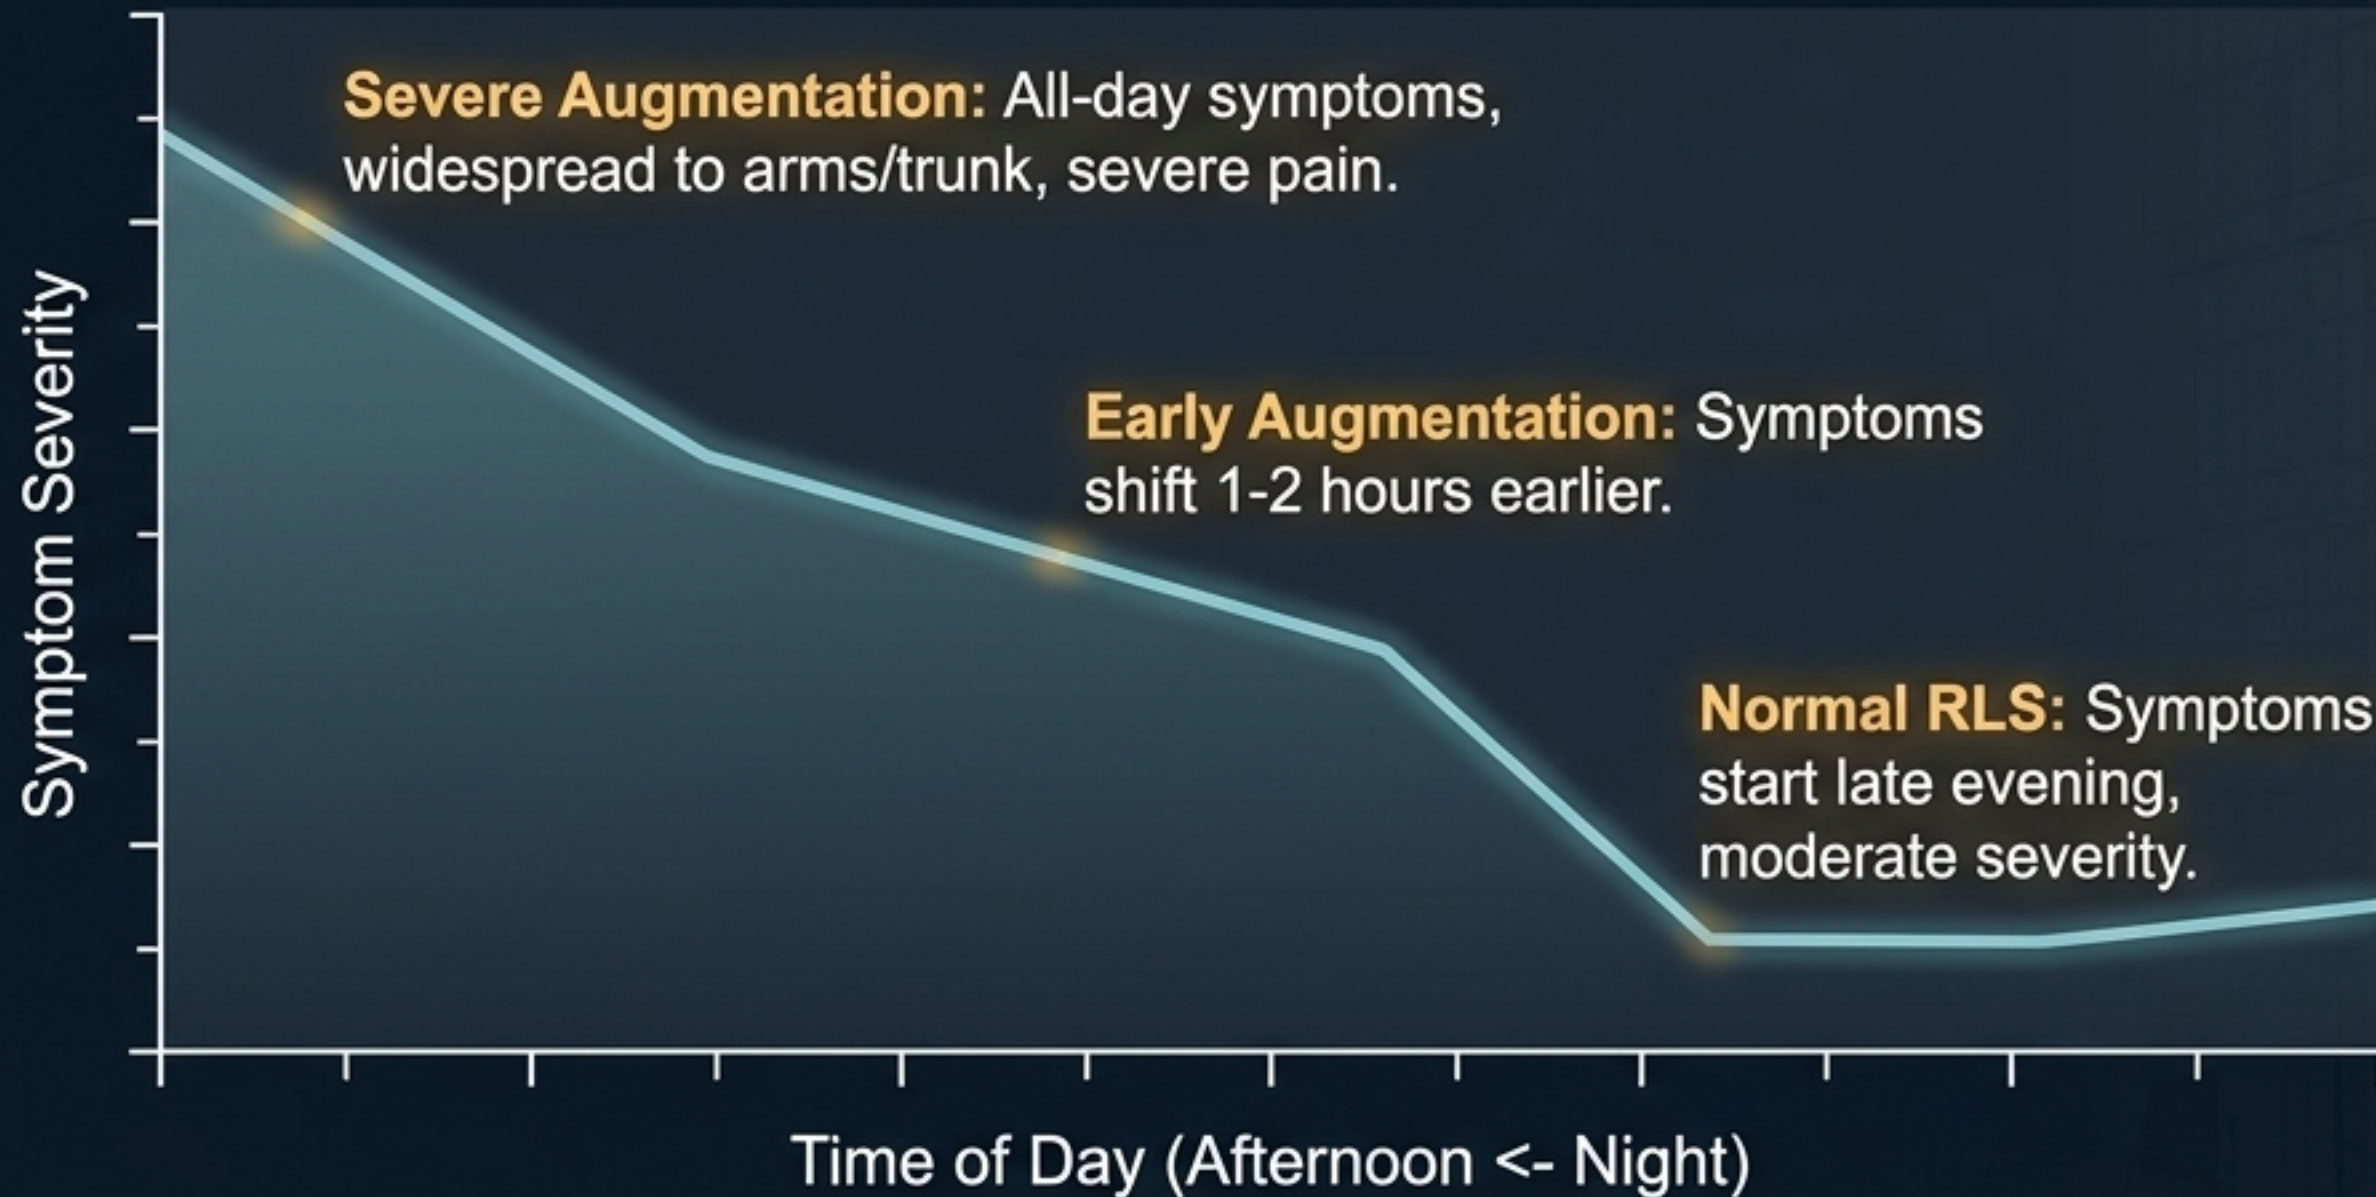 Severe Augmentation: All-day symptoms,
widespread to arms/trunk, severe pain.
Early Augmentation: Symptoms
shift 1-2 hours earlier.
Normal RLS: Symptoms
start late evening,
moderate severity.
Symptom Severity
Time of Day (Afternoon <- Night)